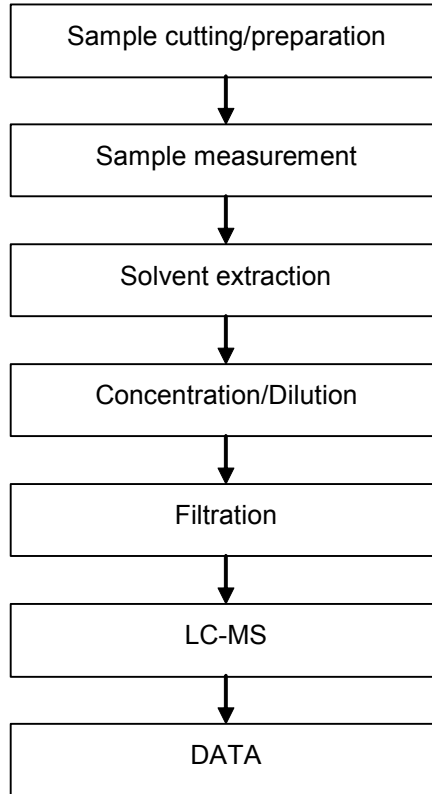 Sample cutting/preparation
Sample measurement
Solvent extraction
Concentration/Dilution
Filtration
LC-MS
DATA